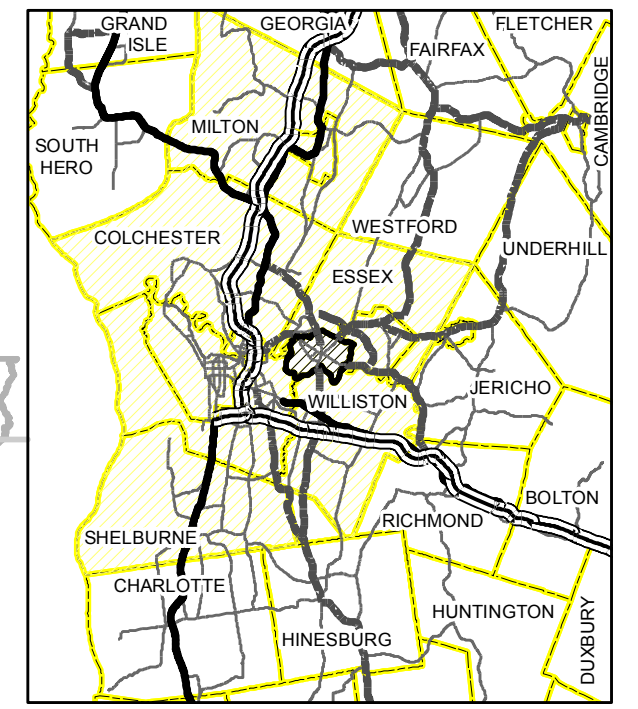 GRAND
ISLE
GEORGIA
FLETCHER
FAIRFAX
CAMBRIDGE
MILTON
SOUTH
HERO
WESTFORD
COLCHESTER
UNDERHILL
ESSEX
JERICHO
WILLISTON
BOLTON
RICHMOND
SHELBURNE
CHARLOTTE
HUNTINGTON
DUXBURY
HINESBURG